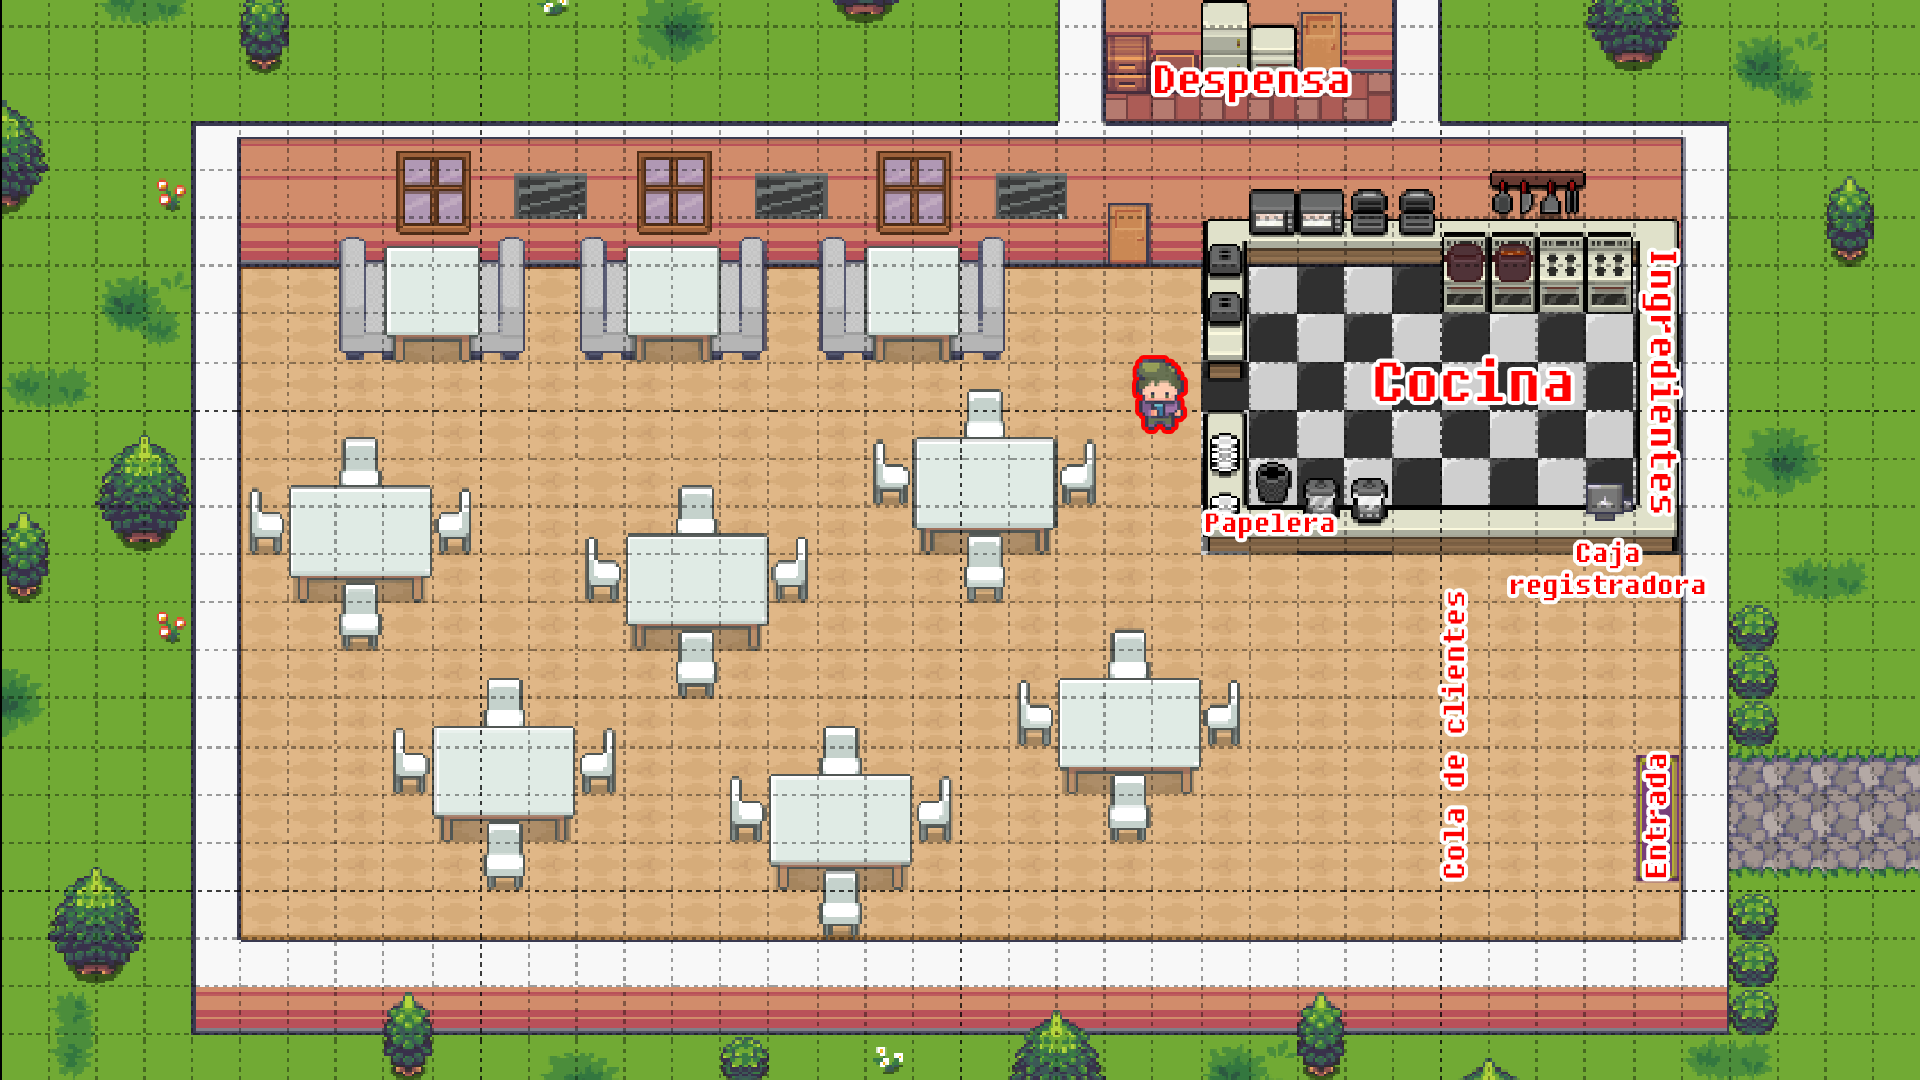 Despensa
Cocina
Ingredientes
Papelera
Caja
registradora
Cola de clientes
Entrada